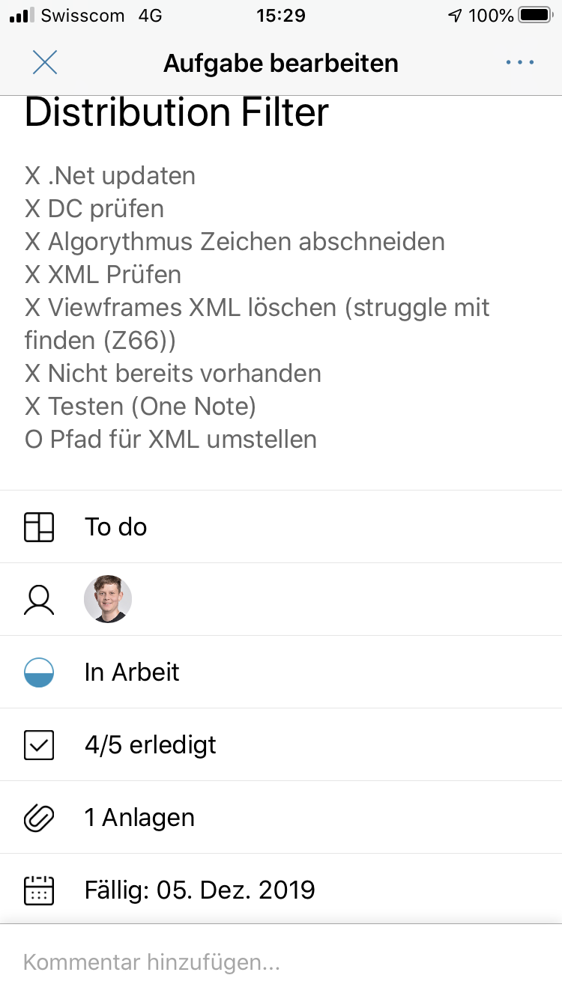 Swisscom 4G 15:29 100%
Aufgabe bearbeiten
Distribution Filter
X .Net updaten
X DC prüfen
X Algorythmus Zeichen abschneiden
X XML Prüfen
X Viewframes XML löschen (struggle mit
finden (Z66))
X Nicht bereits vorhanden
X Testen (One Note)
O Pfad für XML umstellen
To do
In Arbeit
4/5 erledigt
1 Anlagen
Fällig: 05. Dez. 2019
Kommentar hinzufügen...